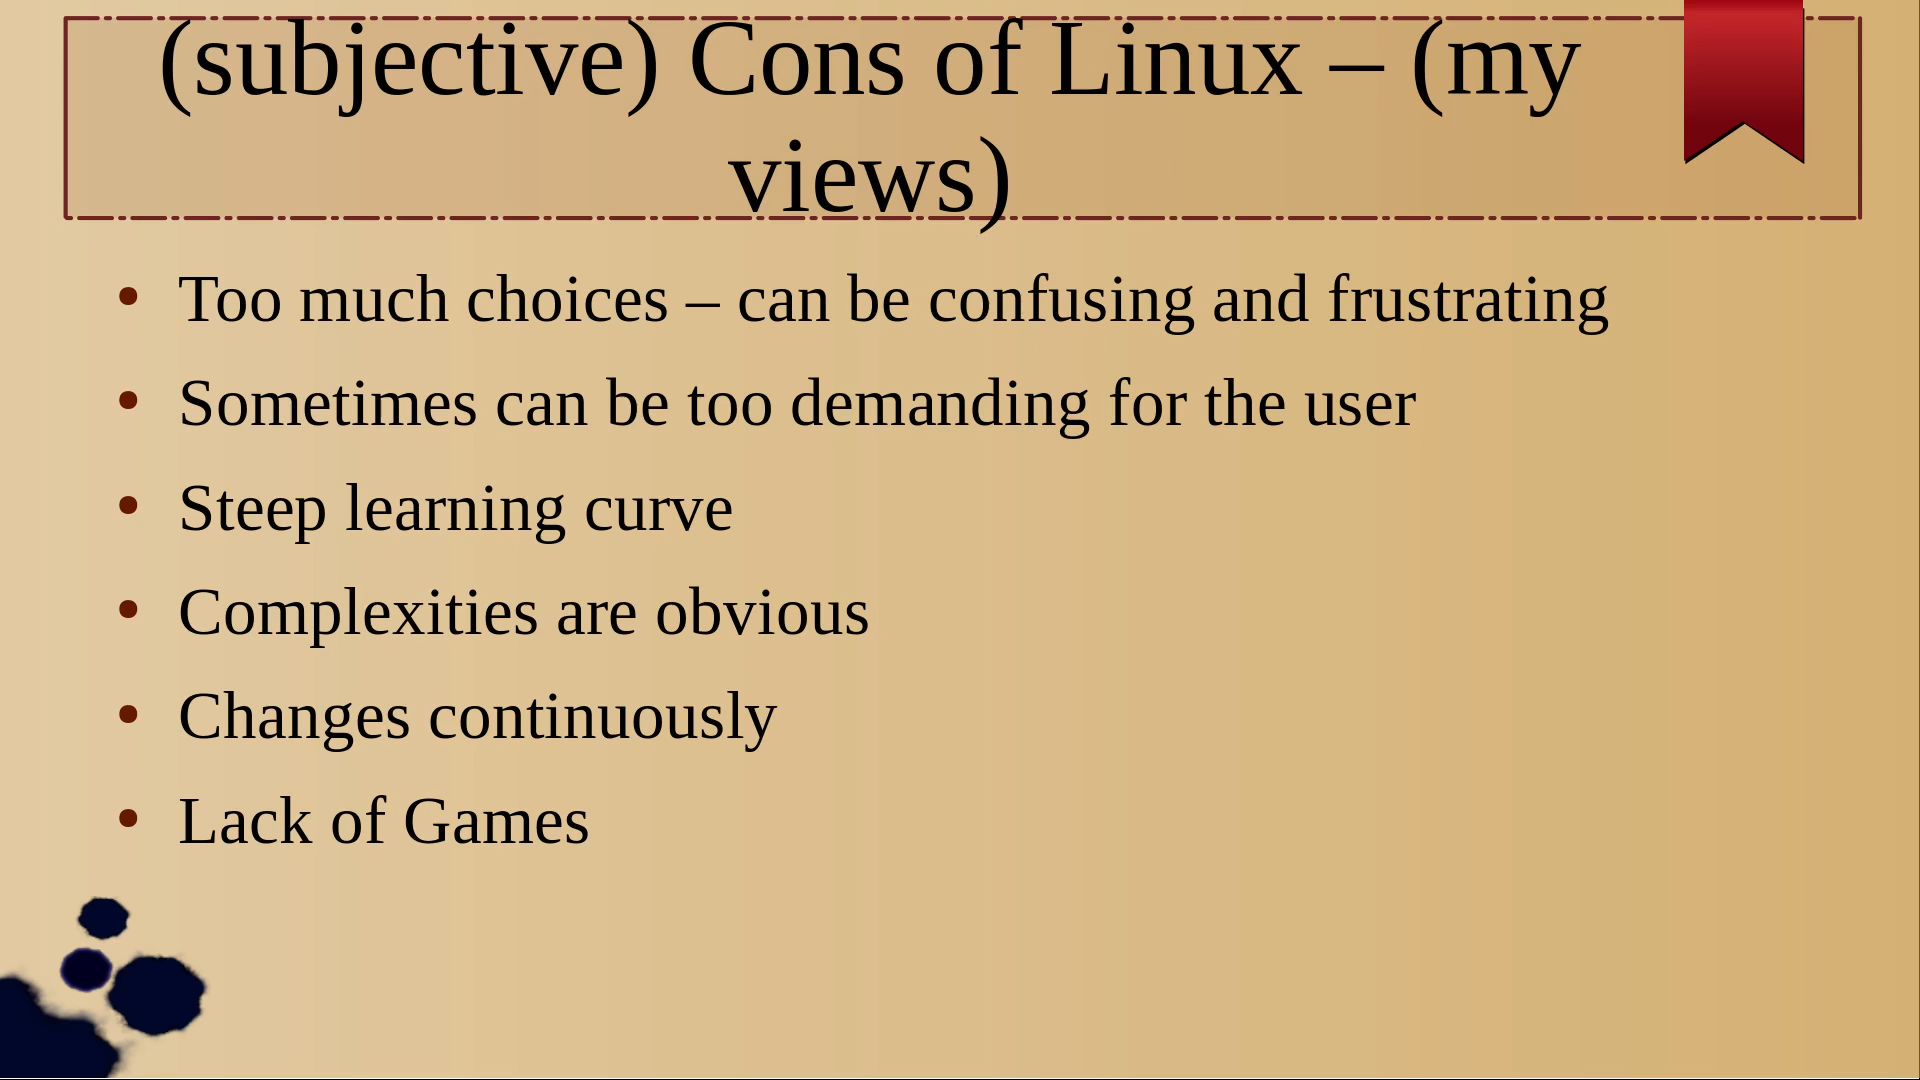 (subjective) Cons of Linux – (my
views)
• Too much choices – can be confusing and frustrating
• Sometimes can be too demanding for the user
• Steep learning curve
• Complexities are obvious
• Changes continuously
• Lack of Games